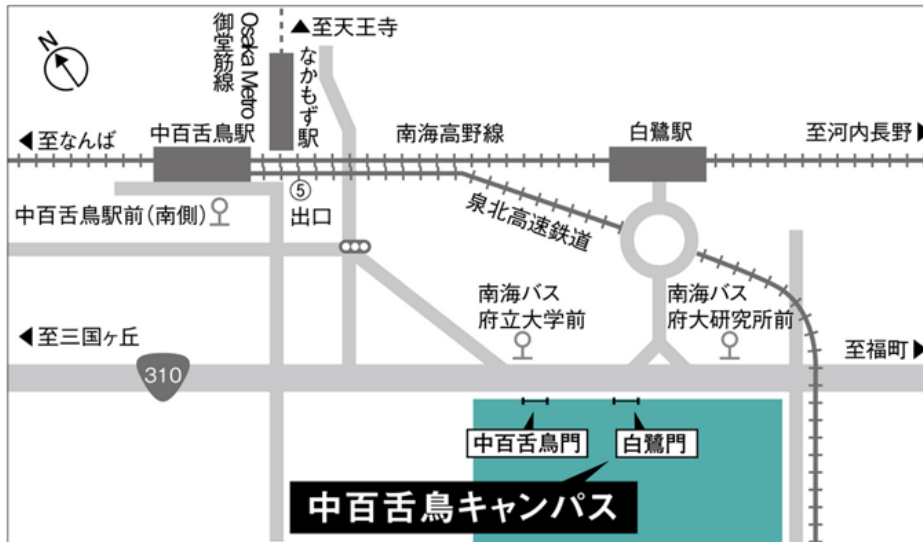 N
Osaka Metro
御堂筋線
▲至天王寺
なかもず駅
◀至なんば
中百舌鳥駅
南海高野線
白鷺駅
至河内長野▶
⑤
出口
中百舌鳥駅前(南側)
泉北高速鉄道
南海バス
府立大学前
南海バス
府大研究所前
◀至三国ヶ丘
至福町▶
310
中百舌鳥門
白鷺門
中百舌鳥キャンパス